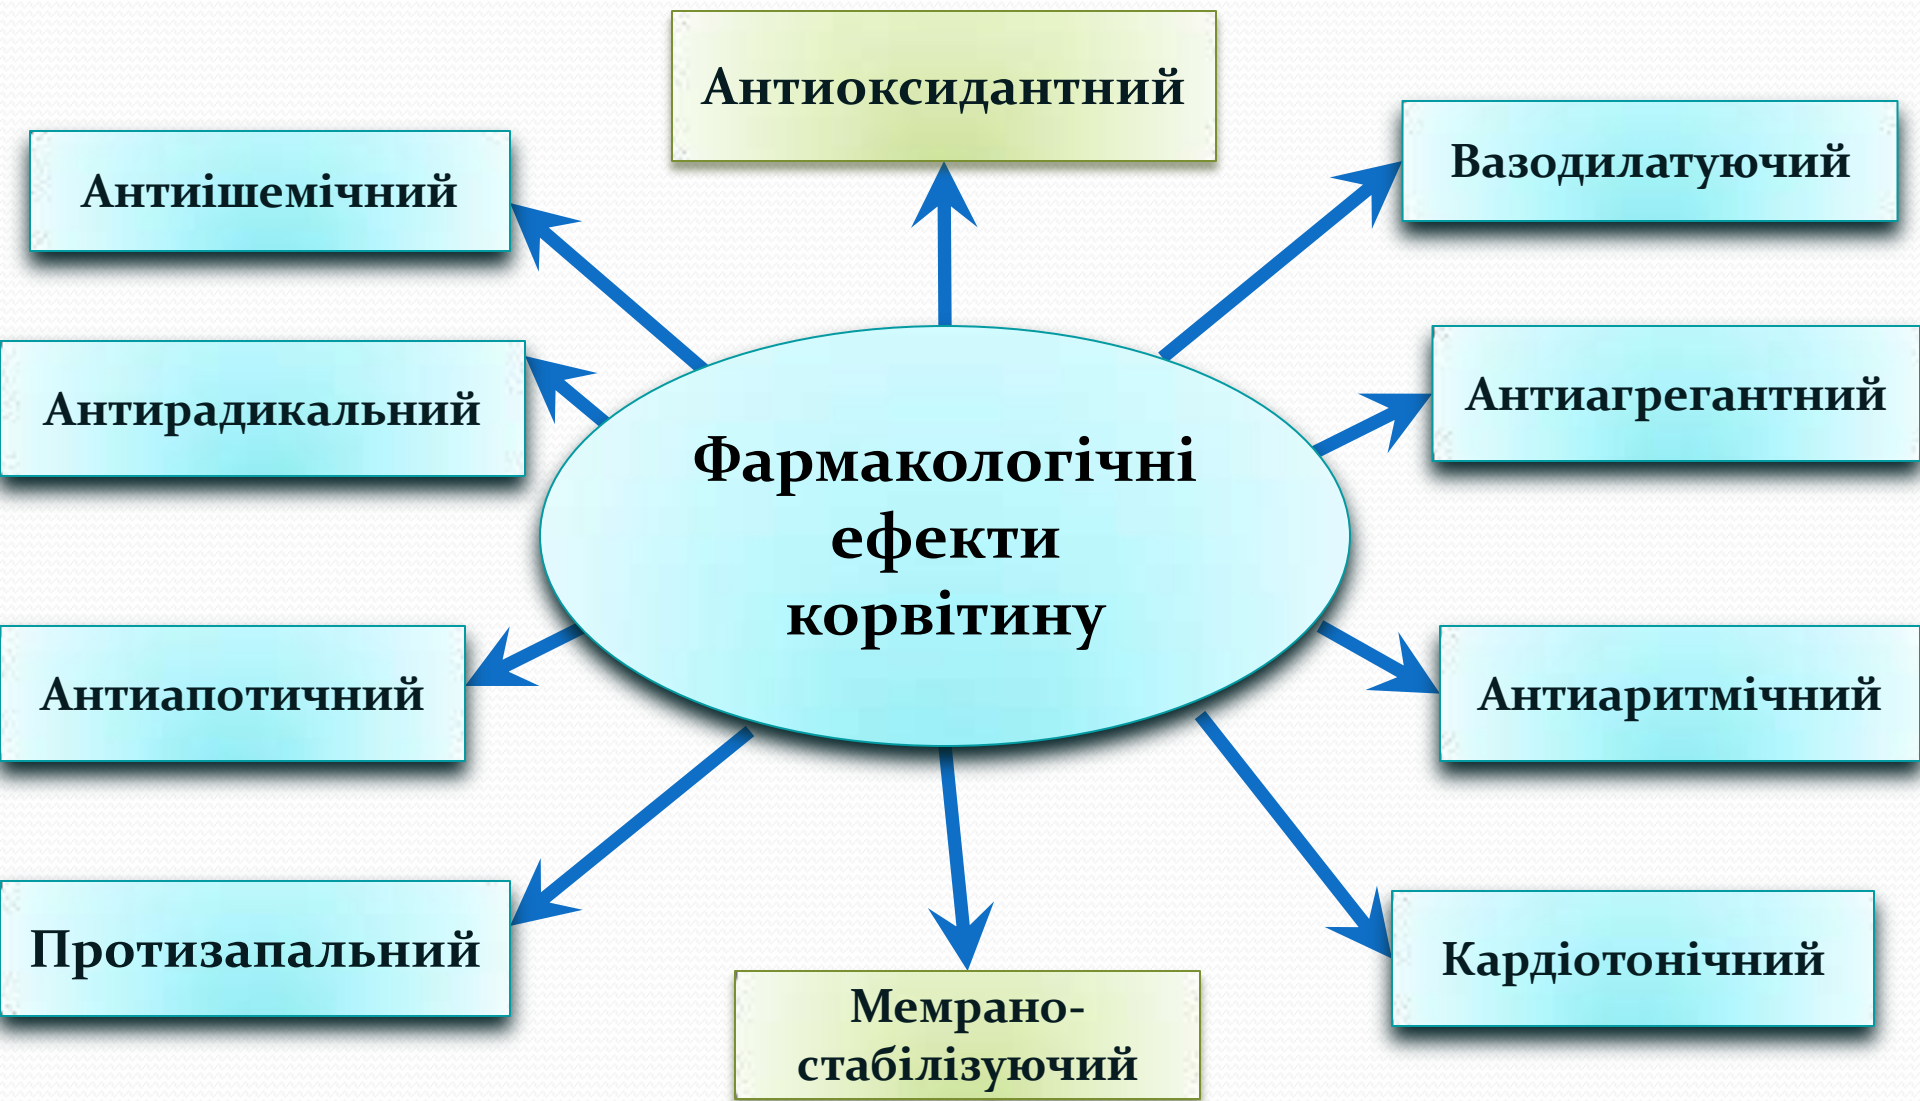 Антиоксидантний
Антиішемічний
Вазодилатуючий
Антирадикальний
Антиагрегантний
Фармакологічні
ефекти
корвітину
Антиапотичний
Антиаритмічний
Протизапальний
Кардіотонічний
Мемрано-
стабілізуючий